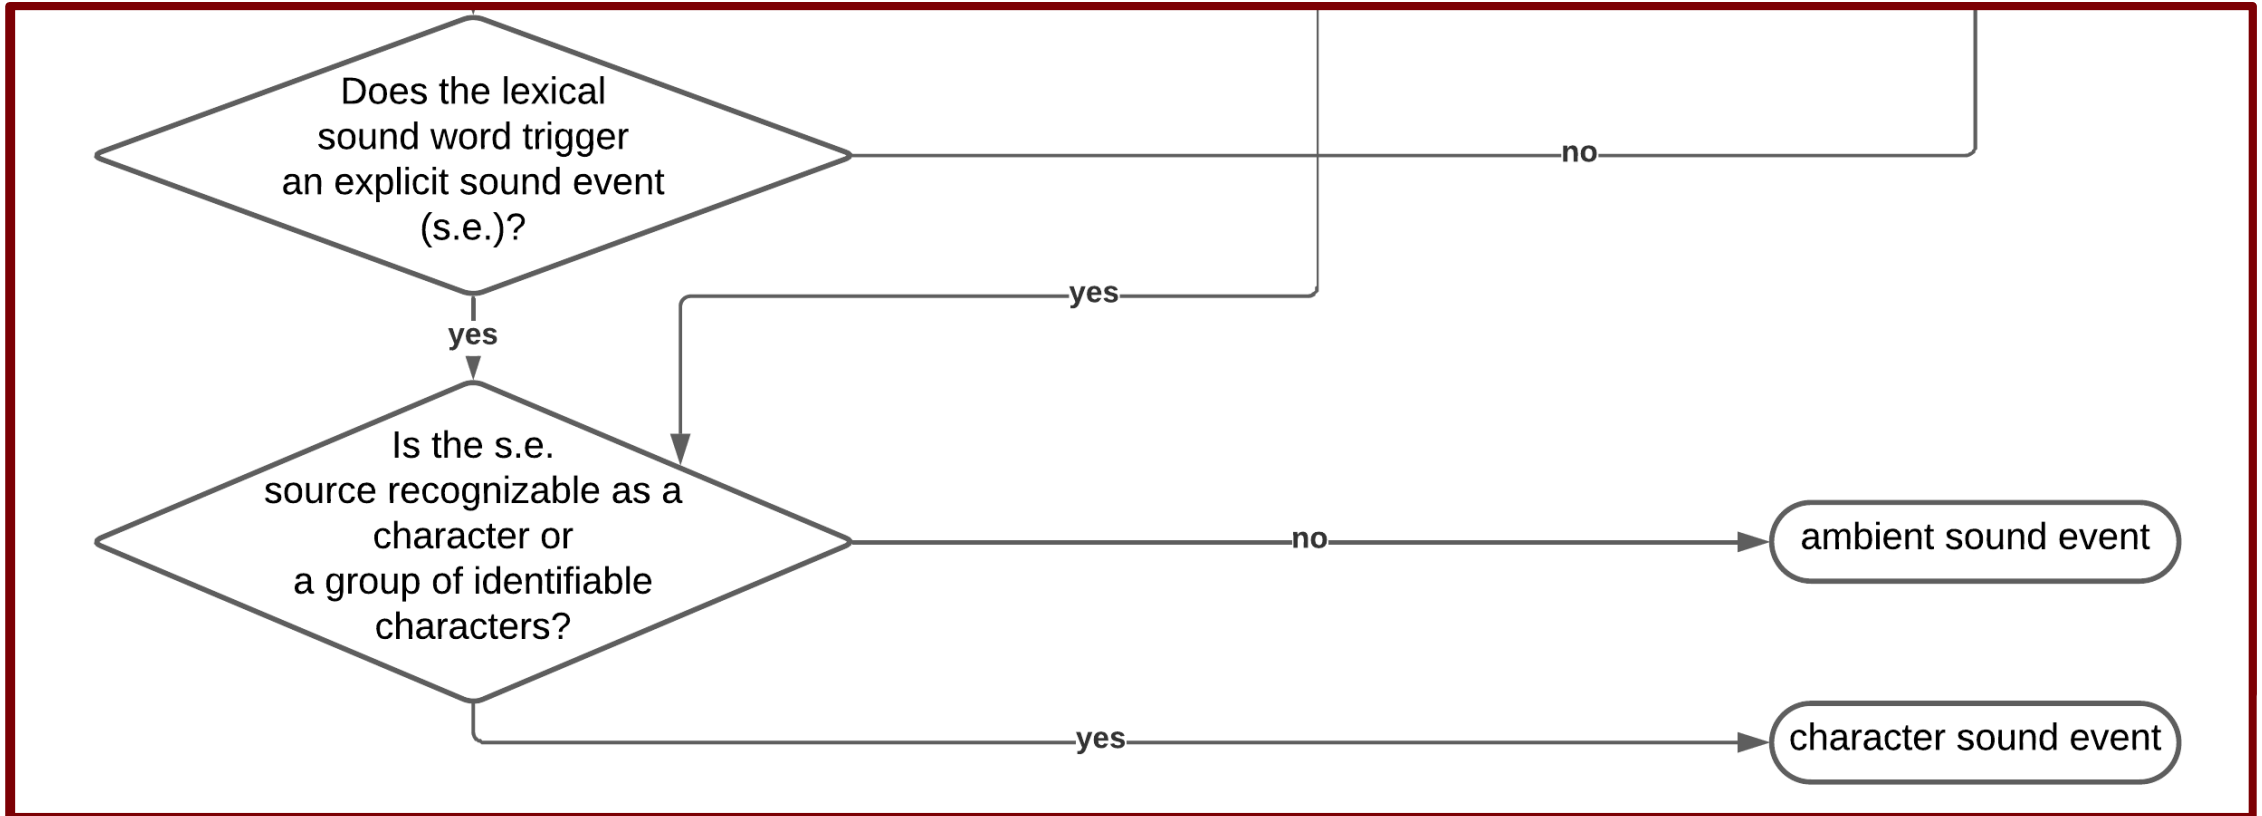 Does the lexical
sound word trigger
an explicit sound event
(s.e.)?
no
yes
yes
Is the s.e.
source recognizable as a
character or
a group of identifiable
characters?
no
ambient sound event
yes
character sound event